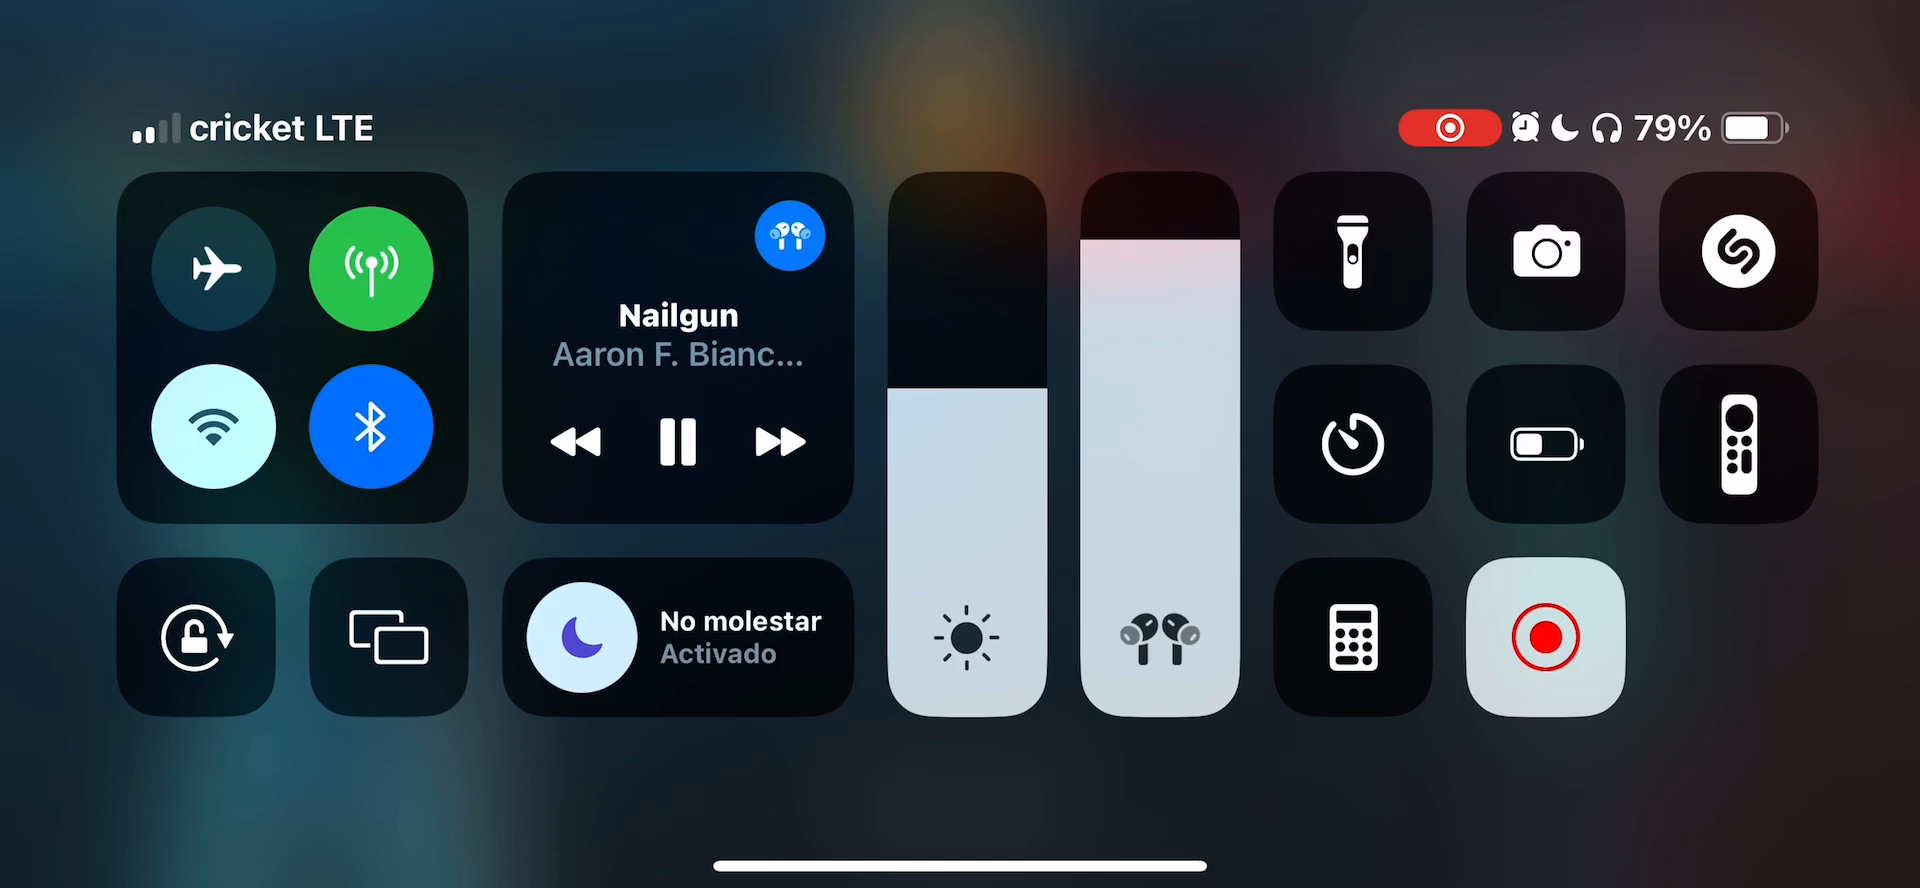 cricket LTE
79%
Nailgun
Aaron F. Bianc...
No molestar
Activado